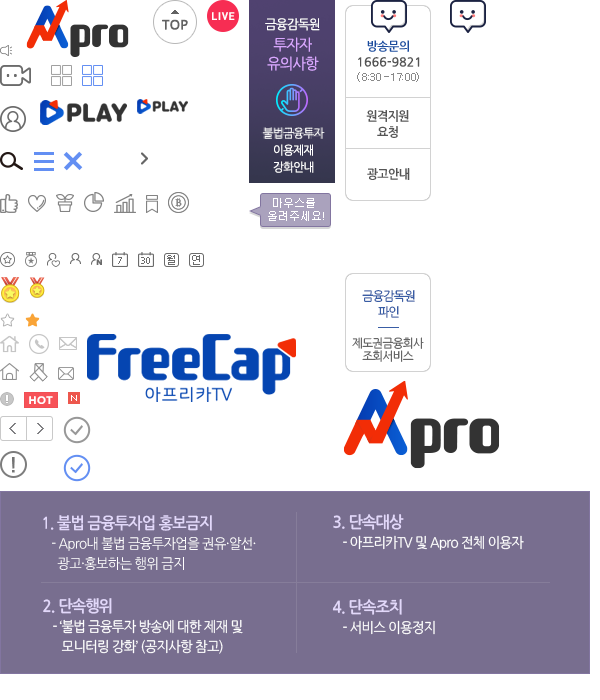 Apro
TOP
LIVE
PLAY
PLAY
금융감독원
투자자
유의사항
불법금융투자
이용제재
강화안내
방송문의
1666-9821
(8:30 ~17:00)
원격지원
요청
광고안내
마우스를
올려주세요!
B
7
30
월
연
N
금융감독원
파인
제도권금융회사
조회서비스
FreeCap
아프리카TV
HOT
N
Apro
1. 불법 금융투자업 홍보금지
- Apro내 불법 금융투자업을 권유·알선·
광고·홍보하는 행위 금지
2. 단속행위
- ‘불법 금융투자 방송에 대한 제재 및
모니터링 강화’ (공지사항 참고)
3. 단속대상
- 아프리카TV 및 Apro 전체 이용자
4. 단속조치
- 서비스 이용정지